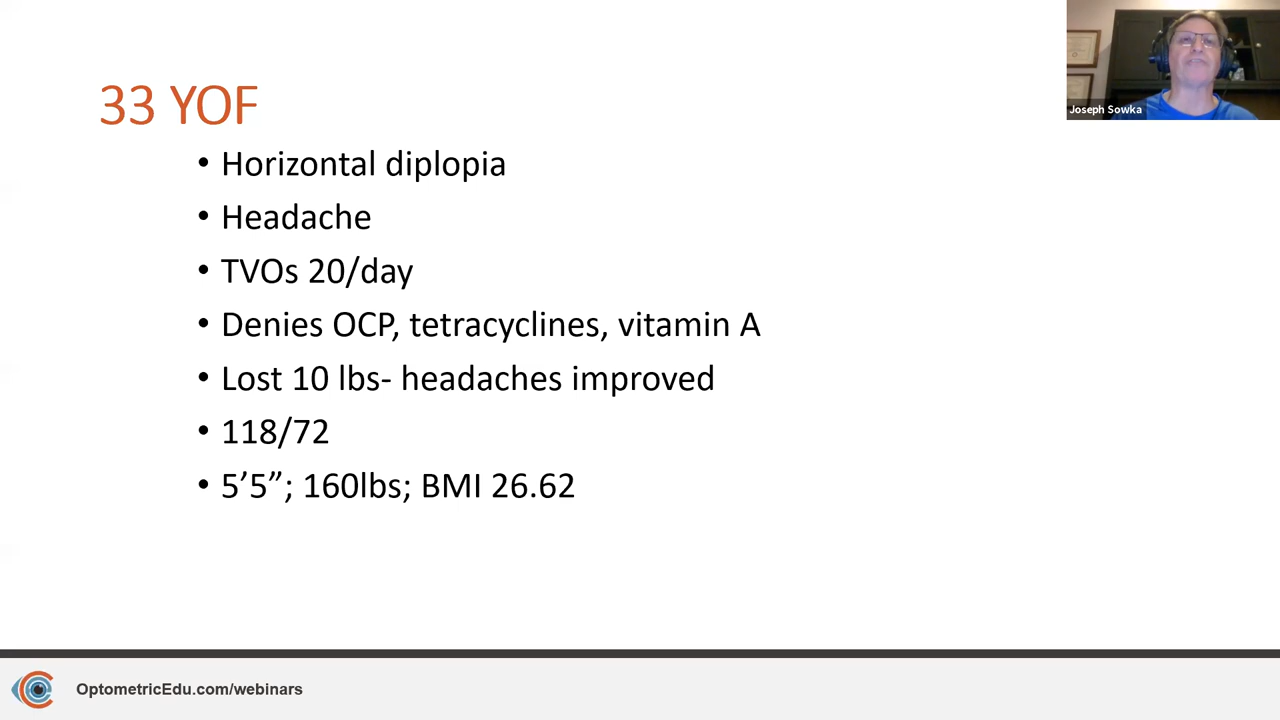 Joseph Sowka
33 YOF
• Horizontal diplopia
• Headache
• TVOs 20/day
• Denies OCP, tetracyclines, vitamin A
• Lost 10 lbs- headaches improved
• 118/72
• 5’5”; 160lbs; BMI 26.62
OptometricEdu.com/webinars